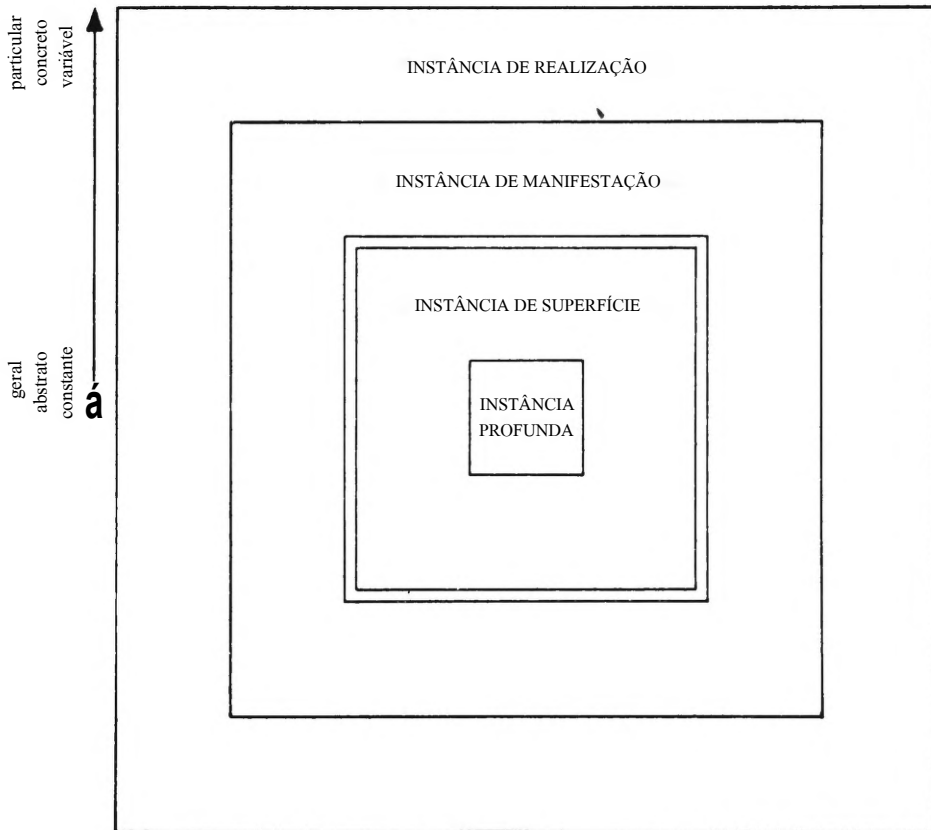 particular
concreto
variável
INSTÂNCIA DE REALIZAÇÃO
INSTÂNCIA DE MANIFESTAÇÃO
INSTÂNCIA DE SUPERFÍCIE
geral
abstrato
constante
á
INSTÂNCIA
PROFUNDA